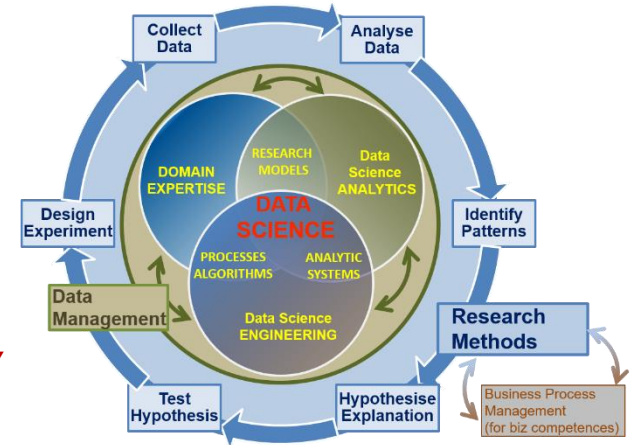 Collect
Data
Analyse
Data
RESEARCH
MODELS
DOMAIN
EXPERTISE
Data
Science
ANALYTICS
DATA
SCIENCE
Design
Experiment
Identify
Patterns
PROCESSES
ALGORITHMS
ANALYTIC
SYSTEMS
Data
Management
Data Science
ENGINEERING
Research
Methods
Test
Hypothesis
Hypothesise
Explanation
Business Process
Management
(for biz competences)